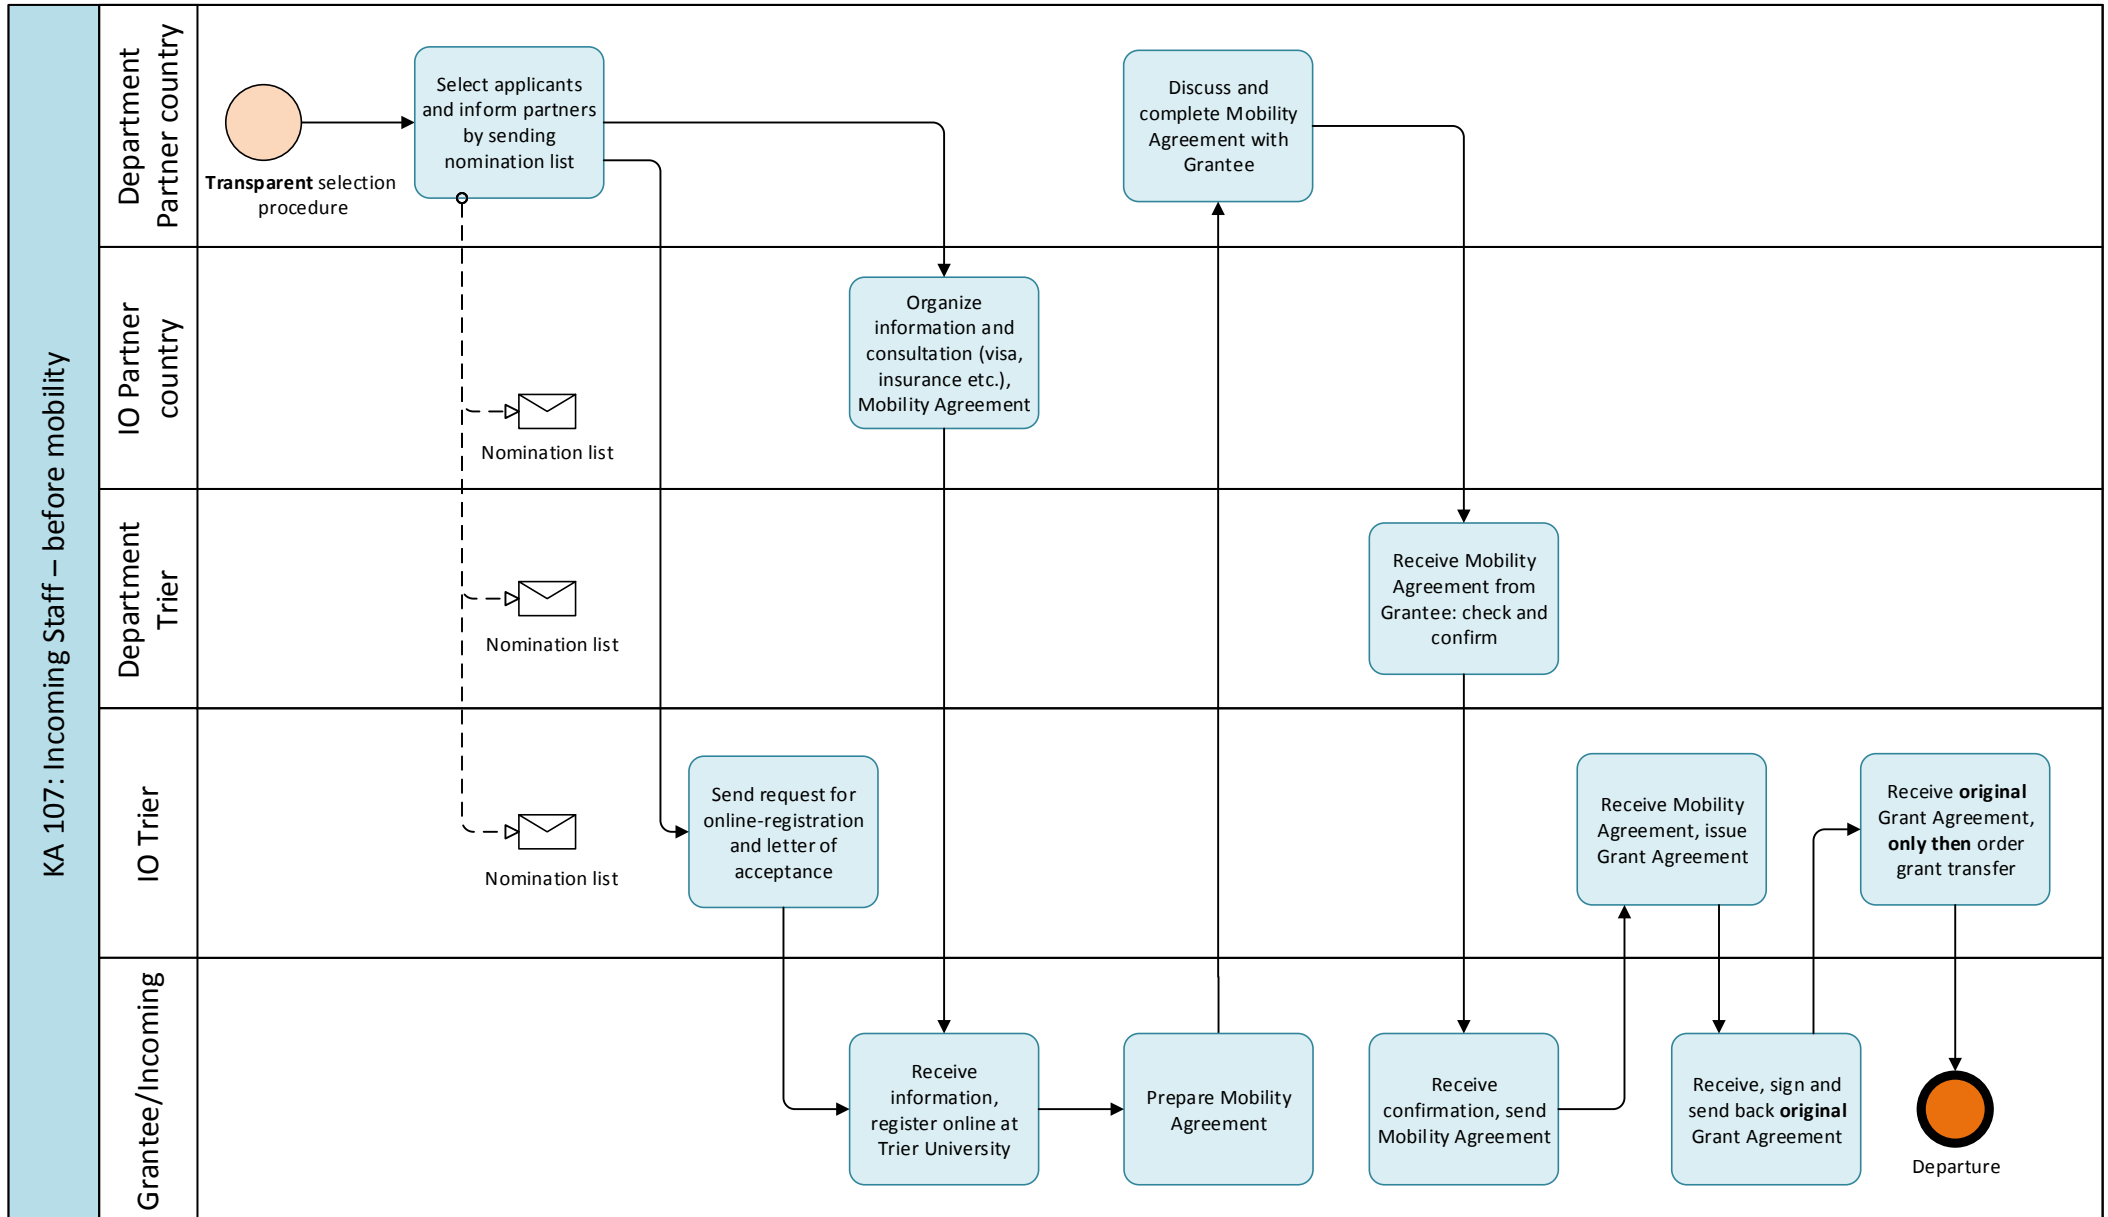 KA 107: Incoming Staff – before mobility
Department
Partner country
Transparent selection
procedure
Select applicants
and inform partners
by sending
nomination list
Discuss and
complete Mobility
Agreement with
Grantee
IO Partner
country
Nomination list
Organize
information and
consultation (visa,
insurance etc.),
Mobility Agreement
Department
Trier
Nomination list
Receive Mobility
Agreement from
Grantee: check and
confirm
IO Trier
Nomination list
Send request for
online-registration
and letter of
acceptance
Receive Mobility
Agreement, issue
Grant Agreement
Receive original
Grant Agreement,
only then order
grant transfer
Grantee/Incoming
Receive
information,
register online at
Trier University
Prepare Mobility
Agreement
Receive
confirmation, send
Mobility Agreement
Receive, sign and
send back original
Grant Agreement
Departure